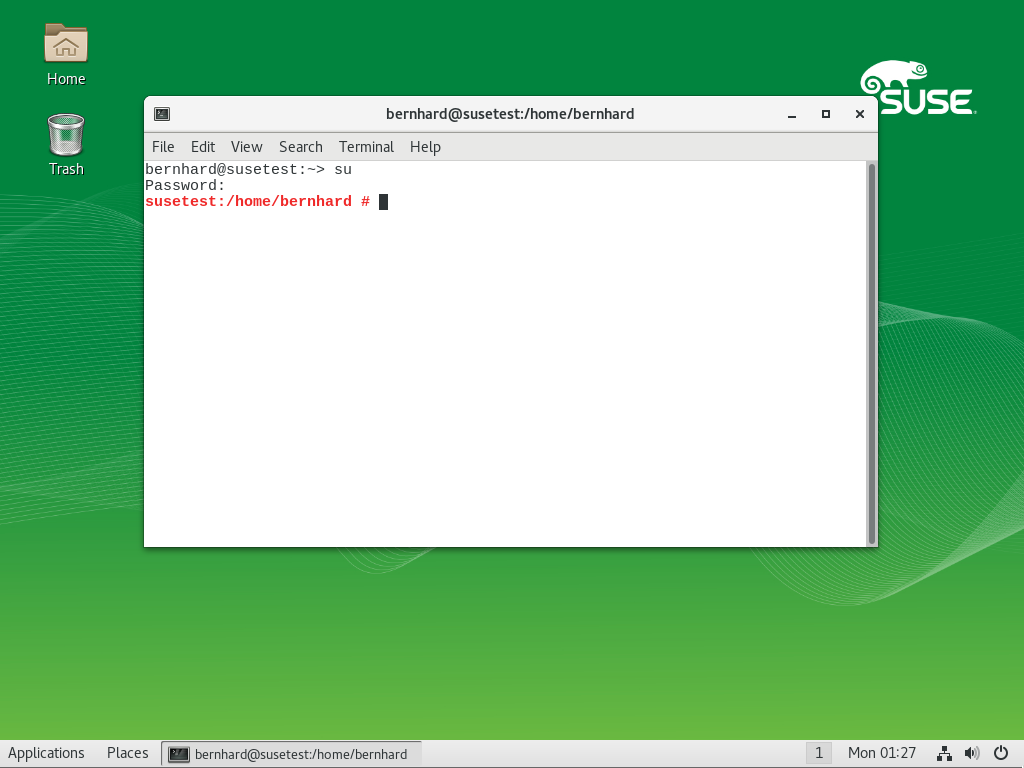 Home
Trash
SUSE
bernhard@susetest:/home/bernhard
File Edit View Search Terminal Help
bernhard@susetest:~> su
Password:
susetest:/home/bernhard #
Applications Places bernhard@susetest:/home/bernhard 1 Mon 01:27